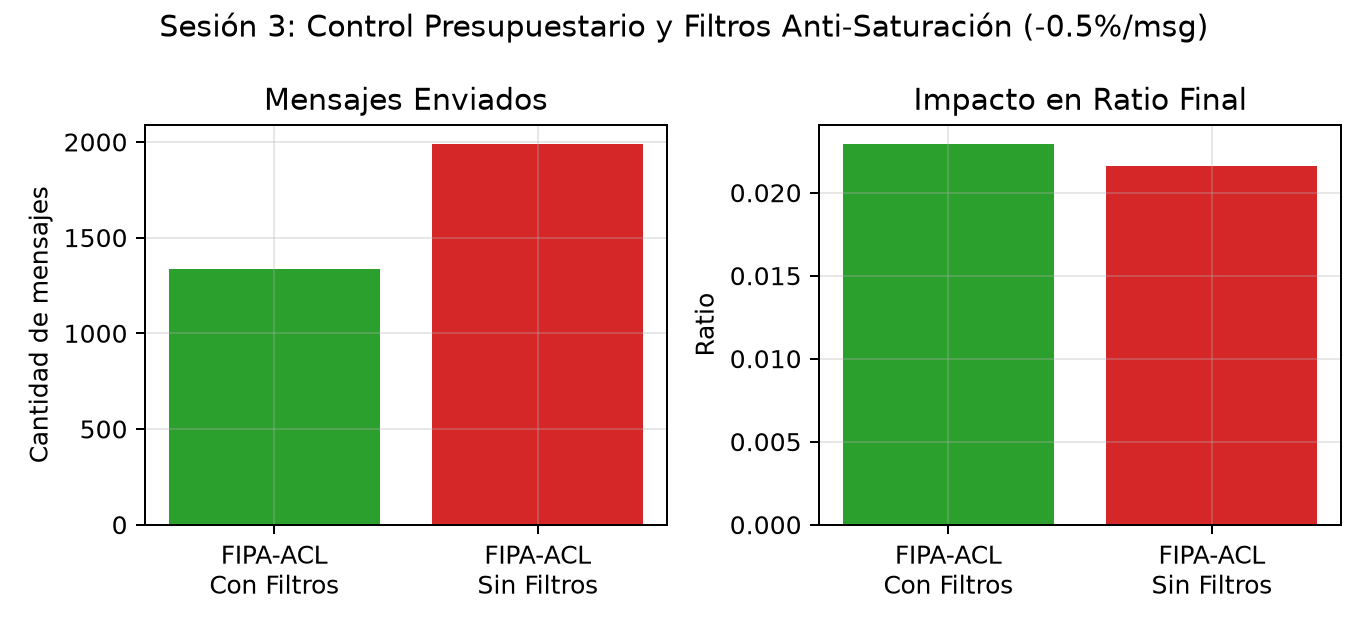 Sesión 3: Control Presupuestario y Filtros Anti-Saturación (-0.5%/msg)
Mensajes Enviados
Cantidad de mensajes
2000
1500
1000
500
0
FIPA-ACL
Con Filtros
FIPA-ACL
Sin Filtros
Impacto en Ratio Final
Ratio
0.020
0.015
0.010
0.005
0.000
FIPA-ACL
Con Filtros
FIPA-ACL
Sin Filtros